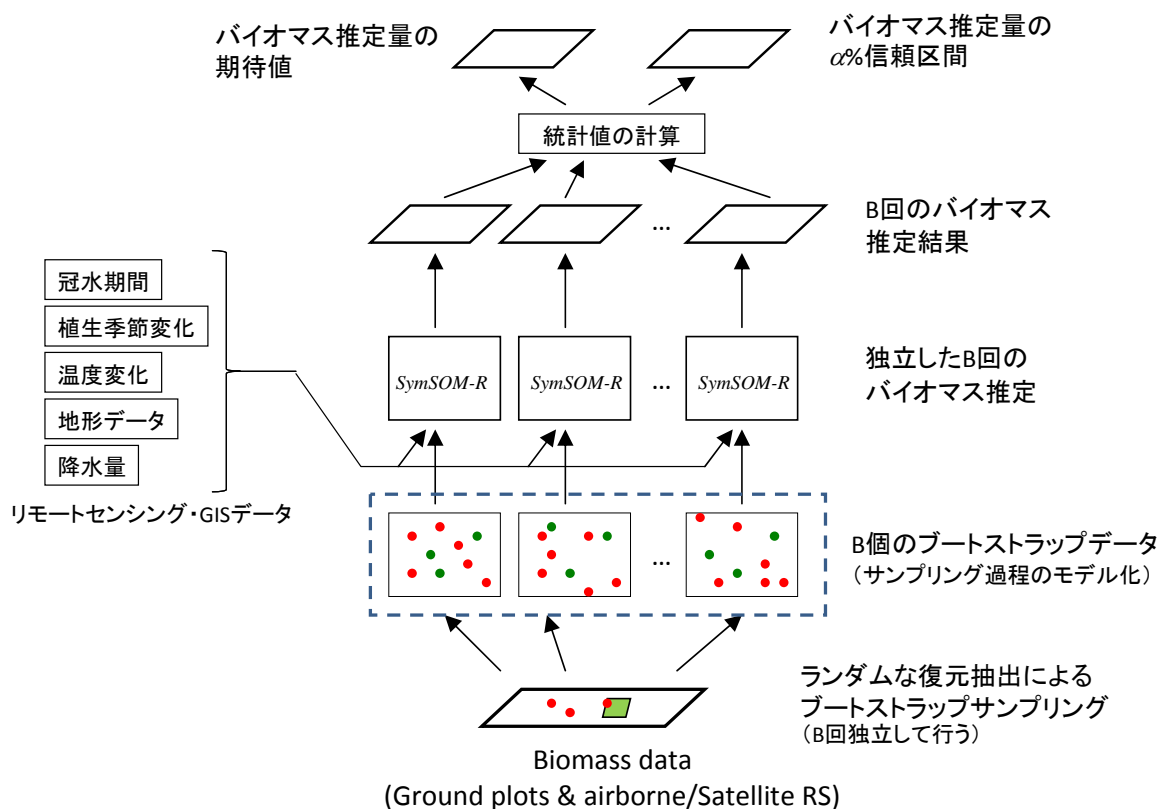 バイオマス推定量の
期待値
バイオマス推定量の
α%信頼区間
統計値の計算
...
B回のバイオマス
推定結果
冠水期間
植生季節変化
温度変化
地形データ
降水量
リモートセンシング・GISデータ
SymSOM-R
SymSOM-R
...
SymSOM-R
独立したB回の
バイオマス推定
...
B個のブートストラップデータ
（サンプリング過程のモデル化）
ランダムな復元抽出による
ブートストラップサンプリング
（B回独立して行う）
Biomass data
(Ground plots & airborne/Satellite RS)